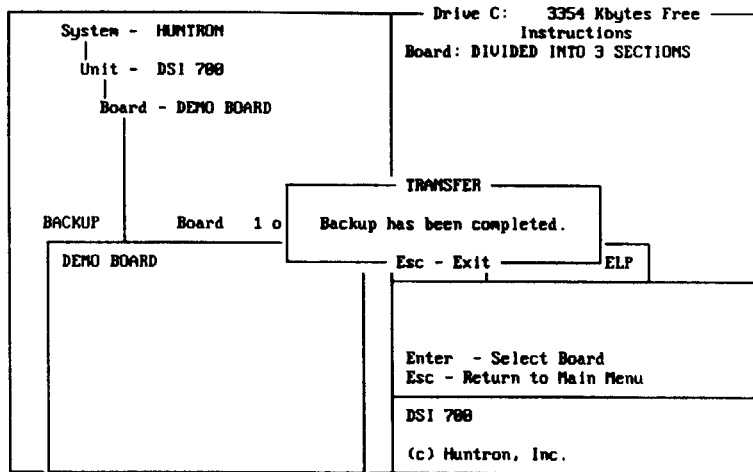 System - HUNTRON
Unit - DSI 700
Board - DEMO BOARD
Drive C: 3354 Kbytes Free
Instructions
Board: DIVIDED INTO 3 SECTIONS
TRANSFER
Backup has been completed.
Esc - Exit
BACKUP Board 1 o
ELP
DEMO BOARD
Enter - Select Board
Esc - Return to Main Menu
DSI 700
(c) Huntron, Inc.